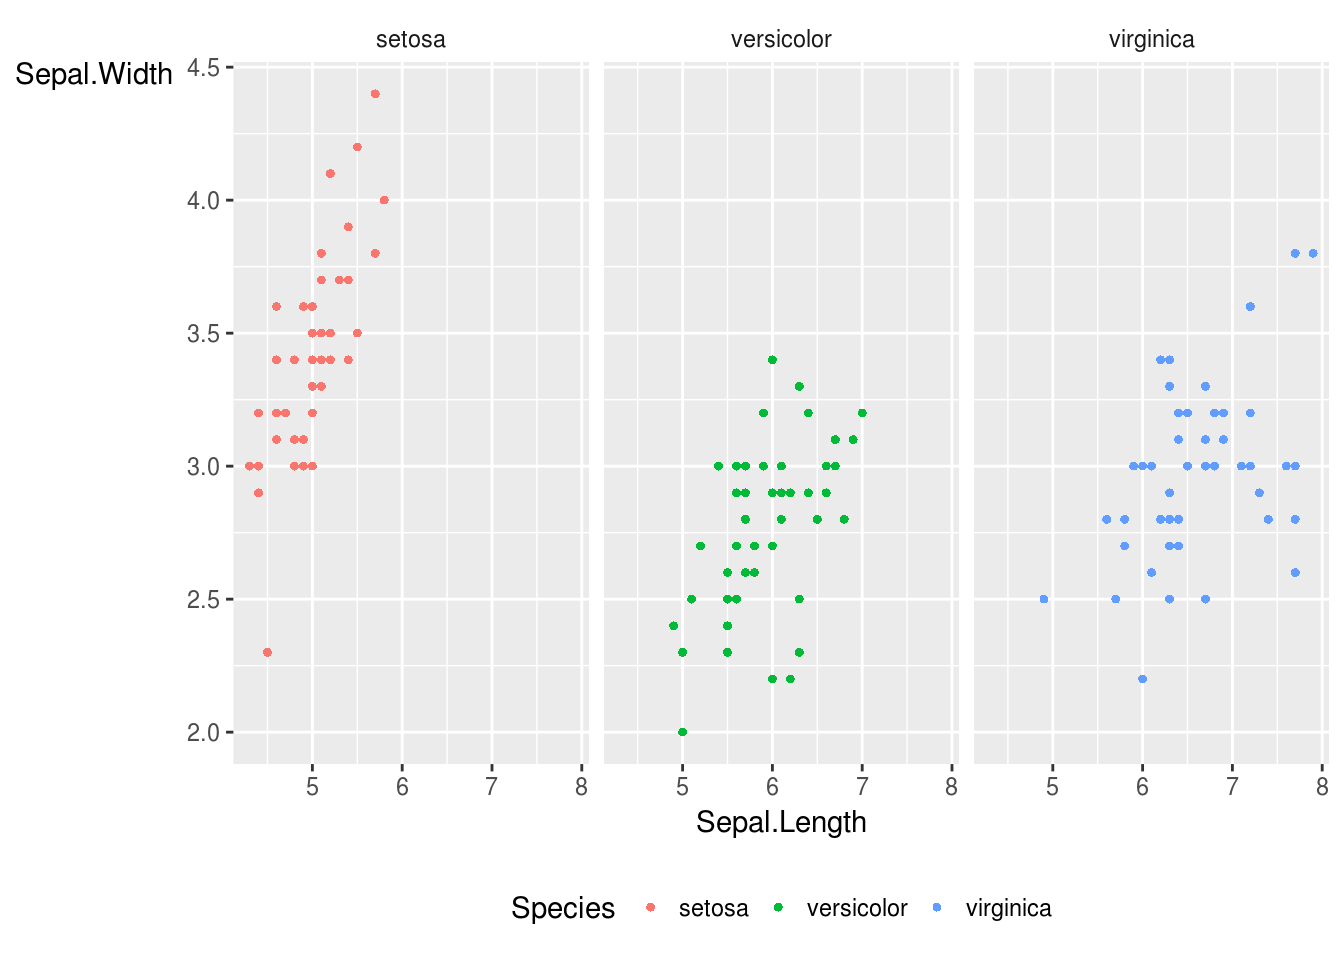 setosa versicolor virginica
Sepal.Width
4.5
4.0
3.5
3.0
2.5
2.0
5 6 7 8 5 6 7 8 5 6 7 8
Sepal.Length
Species setosa versicolor virginica